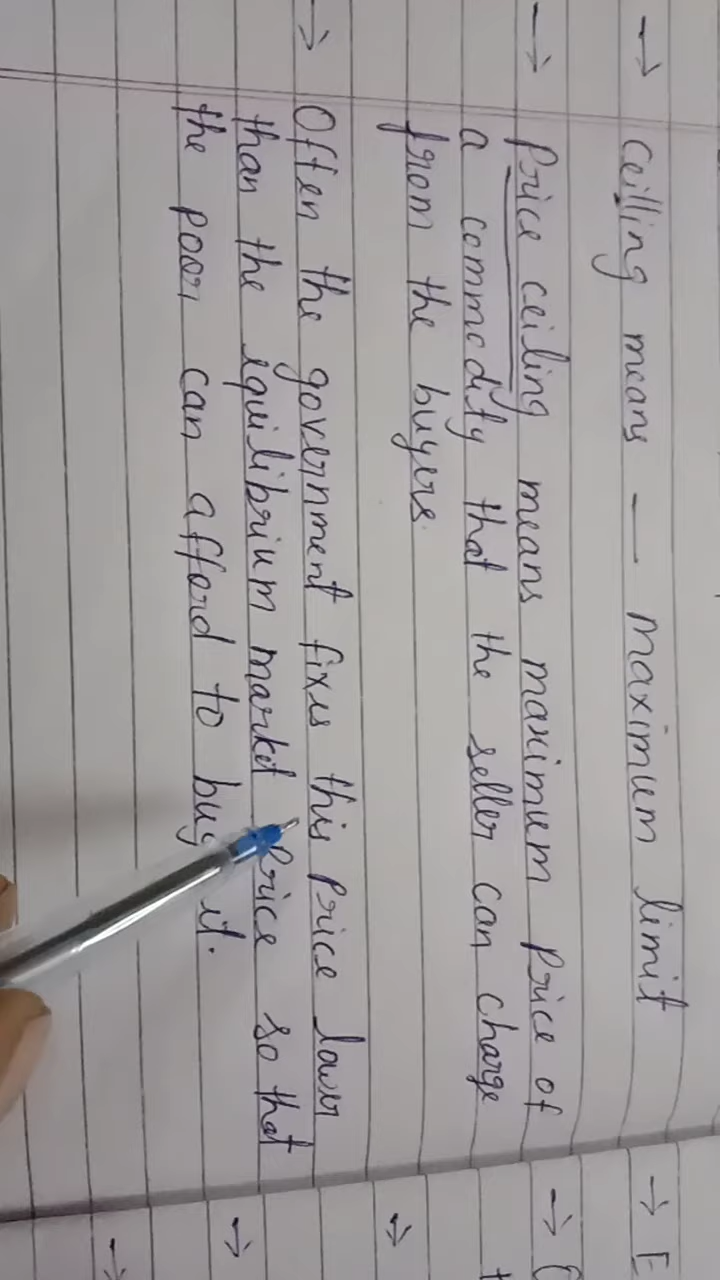 → Ceilling means — maximum limit
→ Price ceiling means maximum price of
a commodity that the seller can charge
from the buyers.
→ Often the government fixes this price lower
than the equilibrium market price so that
the poor can afford to buy it.
→
→
→
→
→